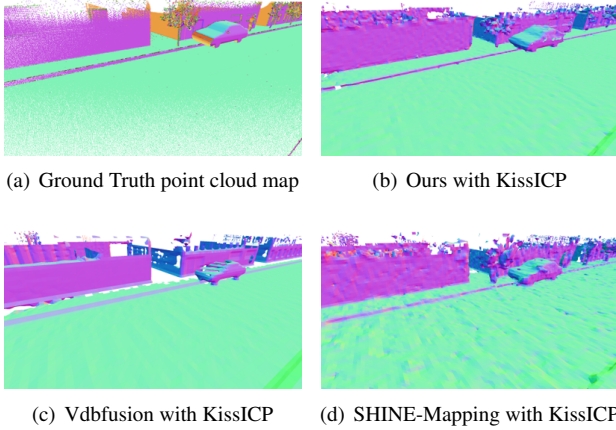 (a) Ground Truth point cloud map
(b) Ours with KissICP
(c) Vdbfusion with KissICP
(d) SHINE-Mapping with KissICP